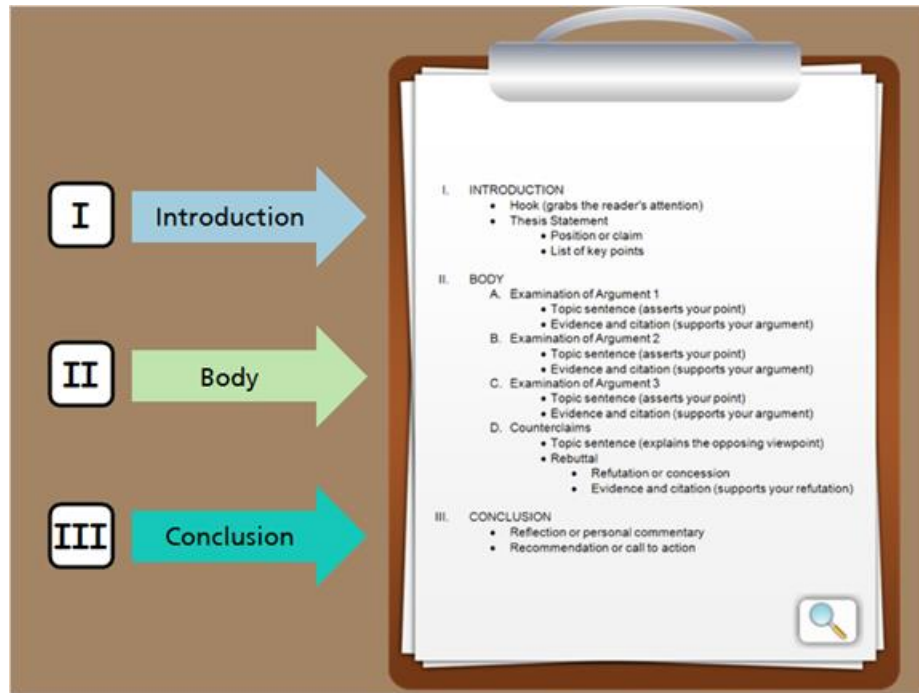 I
Introduction
II
Body
III
Conclusion
I. INTRODUCTION
• Hook (grabs the reader's attention)
• Thesis Statement
• Position or claim
• List of key points
II. BODY
A. Examination of Argument 1
• Topic sentence (asserts your point)
• Evidence and citation (supports your argument)
B. Examination of Argument 2
• Topic sentence (asserts your point)
• Evidence and citation (supports your argument)
C. Examination of Argument 3
• Topic sentence (asserts your point)
• Evidence and citation (supports your argument)
D. Counterclaims
• Topic sentence (explains the opposing viewpoint)
• Rebuttal
• Refutation or concession
• Evidence and citation (supports your refutation)
III. CONCLUSION
• Reflection or personal commentary
• Recommendation or call to action